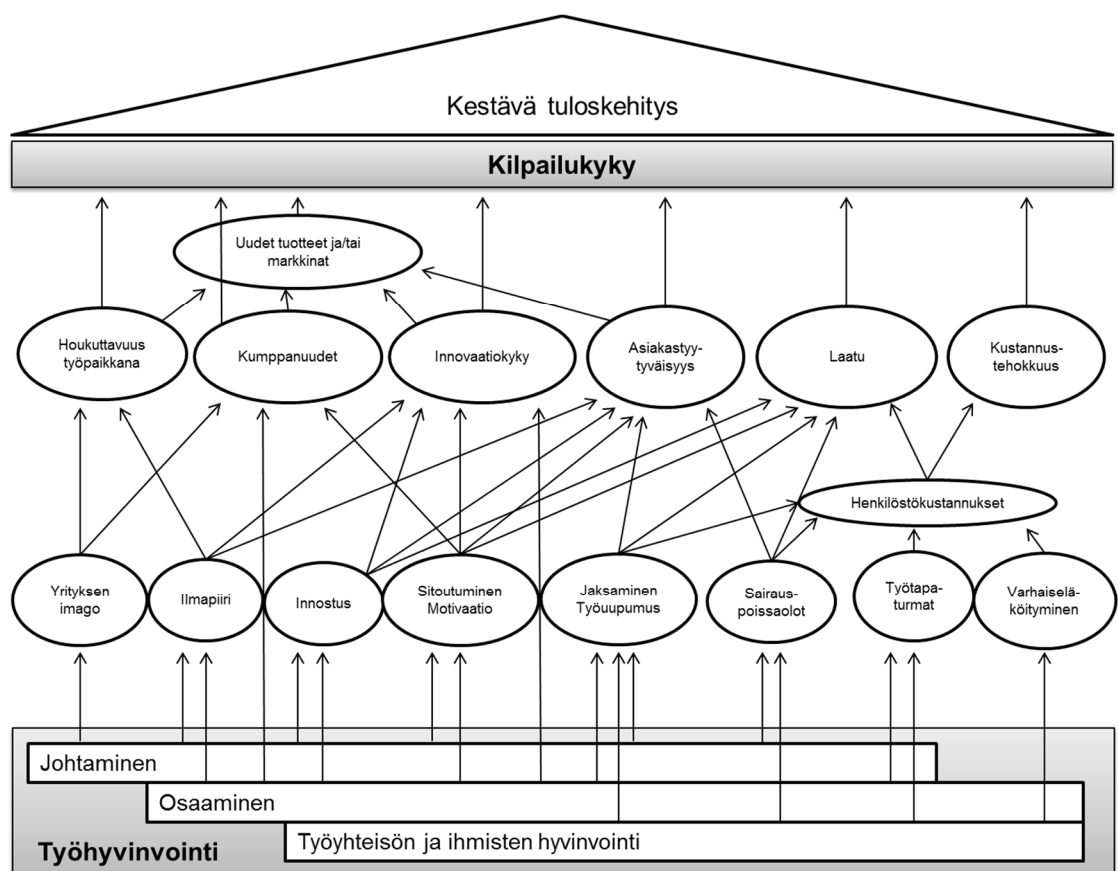 Kestävä tuloskehitys
Kilpailukyky
Uudet tuotteet ja/tai
markkinat
Houkuttavuus
työpaikkana
Kumppanuudet
Innovaatiokyky
Asiakastyy-
tyväisyys
Laatu
Kustannus-
tehokkuus
Henkilöstökustannukset
Yrityksen
imago
Ilmapiiri
Innostus
Sitoutuminen
Motivaatio
Jaksaminen
Työuupumus
Sairaus-
poissaolot
Työtapa-
turmat
Varhaiselä-
köityminen
Johtaminen
Osaaminen
Työyhteisön ja ihmisten hyvinvointi
Työhyvinvointi